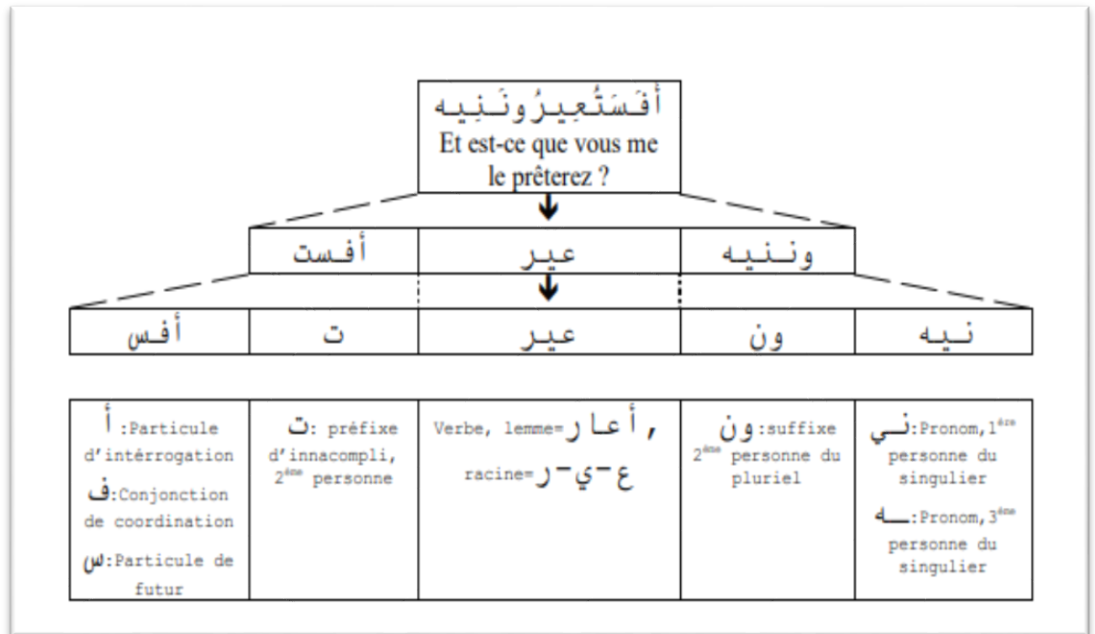 أَفَسَتُعِيرُونَنِيه
Et est-ce que vous me
le prêterez ?
أفست
عير
وننيه
أفس
ت
عير
ون
نيه
أ :Particule
d'intérrogation
ف:Conjonction
de coordination
س:Particule de
futur
ت: préfixe
d'innacompli,
2ème personne
Verbe, lemme=أعار ,
racine=ع-ي-ر
ون:suffixe
2ème personne du
pluriel
ني:Pronom,1ère
personne du
singulier
ـه:Pronom,3ème
personne du
singulier